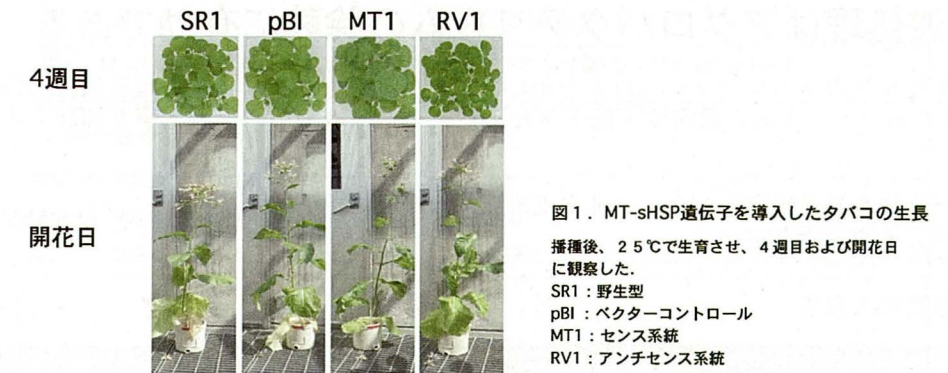 SR1 pBI MT1 RV1
4週目
開花日
図1．MT-sHSP遺伝子を導入したタバコの生長
播種後、25℃で生育させ、4週目および開花日
に観察した.
SR1：野生型
pBI：ベクターコントロール
MT1：センス系統
RV1：アンチセンス系統